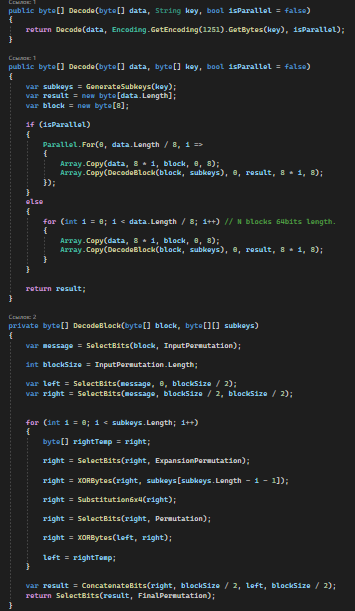 Ссылок: 1
public byte[] Decode(byte[] data, String key, bool isParallel = false)
{
return Decode(data, Encoding.GetEncoding(1251).GetBytes(key), isParallel);
}
Ссылок: 1
public byte[] Decode(byte[] data, byte[] key, bool isParallel = false)
{
var subkeys = GenerateSubkeys(key);
var result = new byte[data.Length];
var block = new byte[8];
if (isParallel)
{
Parallel.For(0, data.Length / 8, i =>
{
Array.Copy(data, 8 * i, block, 0, 8);
Array.Copy(DecodeBlock(block, subkeys), 0, result, 8 * i, 8);
});
}
else
{
for (int i = 0; i < data.Length / 8; i++) // N blocks 64bits length.
{
Array.Copy(data, 8 * i, block, 0, 8);
Array.Copy(DecodeBlock(block, subkeys), 0, result, 8 * i, 8);
}
}
return result;
}
Ссылок: 2
private byte[] DecodeBlock(byte[] block, byte[][] subkeys)
{
var message = SelectBits(block, InputPermutation);
int blockSize = InputPermutation.Length;
var left = SelectBits(message, 0, blockSize / 2);
var right = SelectBits(message, blockSize / 2, blockSize / 2);
for (int i = 0; i < subkeys.Length; i++)
{
byte[] rightTemp = right;
right = SelectBits(right, ExpansionPermutation);
right = XORBytes(right, subkeys[subkeys.Length - i - 1]);
right = Substitution6x4(right);
right = SelectBits(right, Permutation);
right = XORBytes(left, right);
left = rightTemp;
}
var result = ConcatenateBits(right, blockSize / 2, left, blockSize / 2);
return SelectBits(result, FinalPermutation);
}